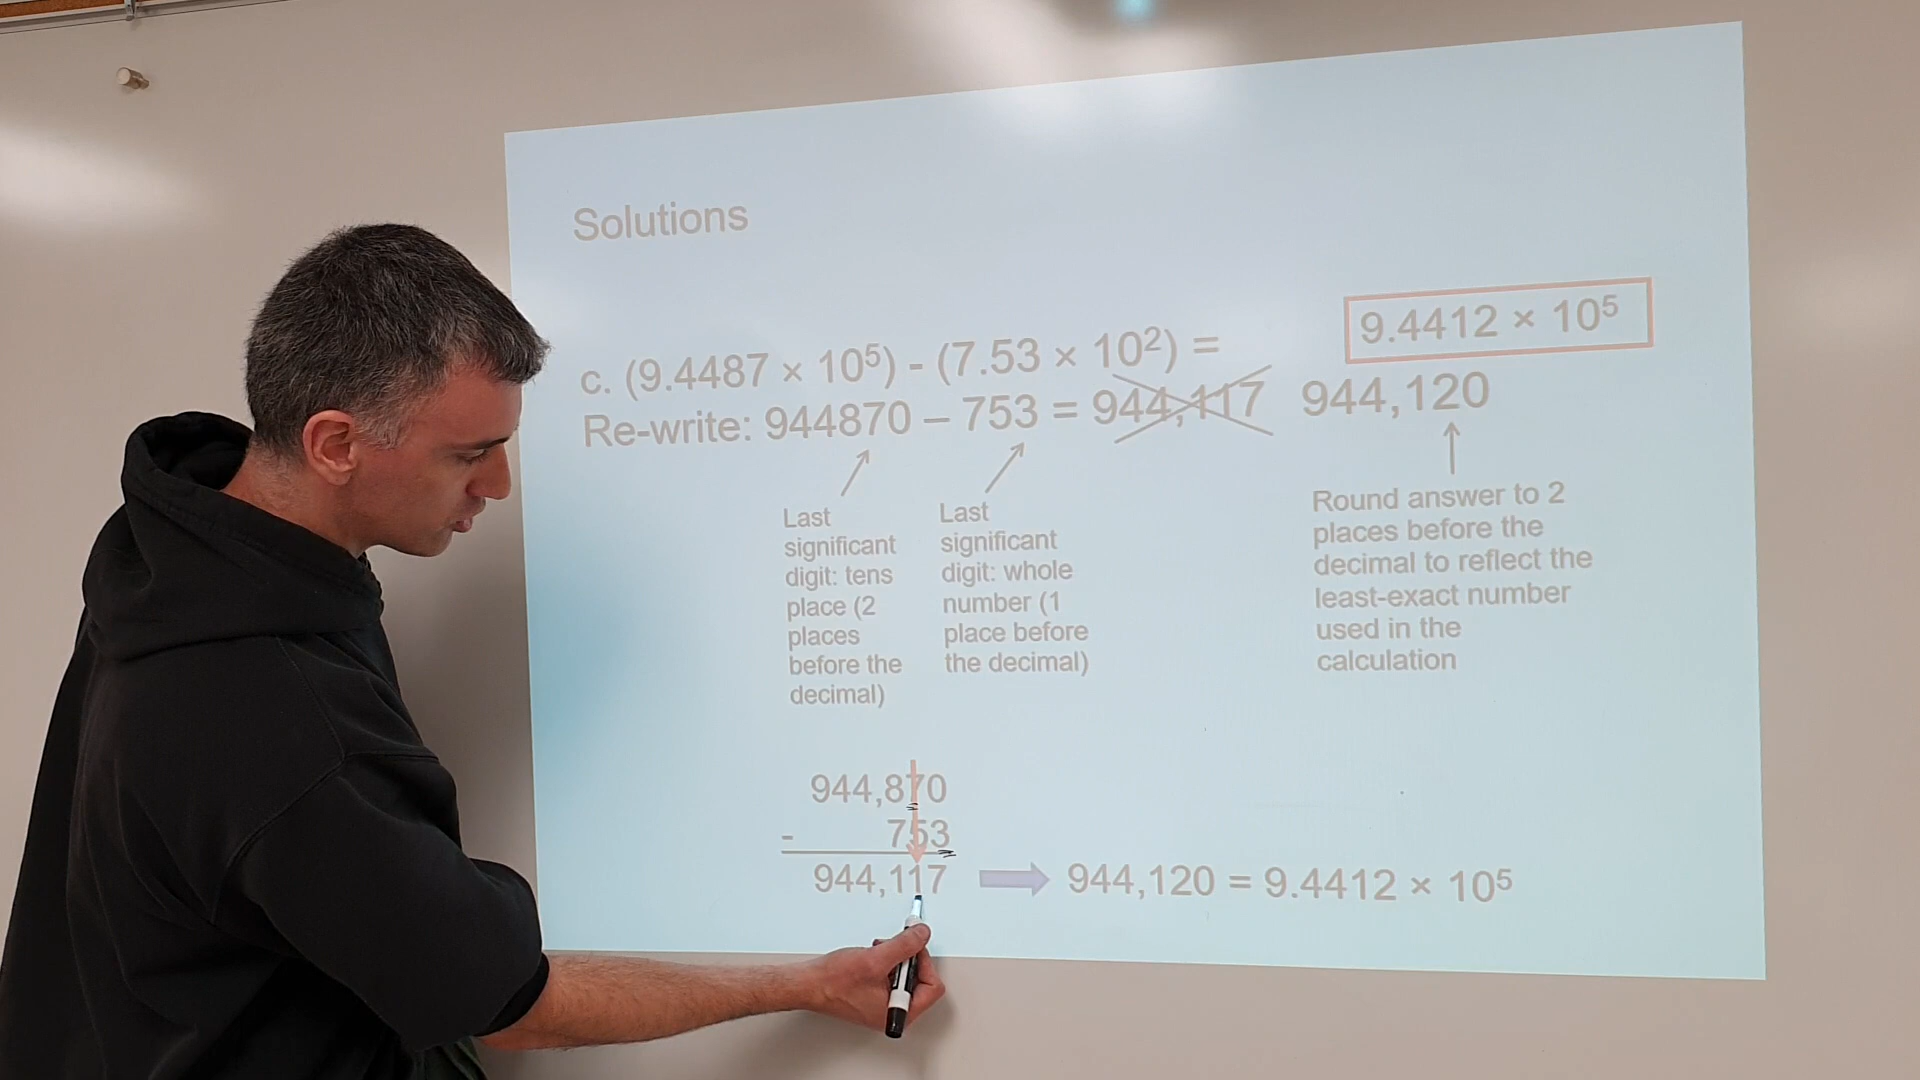 Solutions
9.4412 × 10⁵
c. (9.4487 × 10⁵) - (7.53 × 10²) =
Re-write: 944870 – 753 = 944,117 944,120
Last
significant
digit: tens
place (2
places
before the
decimal)
Last
significant
digit: whole
number (1
place before
the decimal)
Round answer to 2
places before the
decimal to reflect the
least-exact number
used in the
calculation
944,870
- 753
944,117 944,120 = 9.4412 × 10⁵